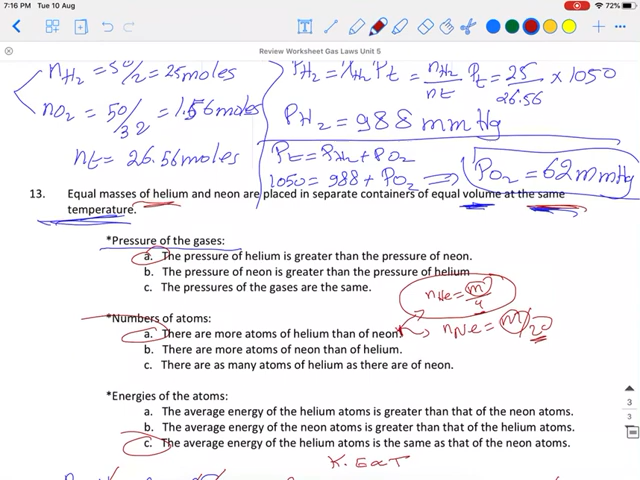 7:16 PM Tue 10 Aug
72%
Review Worksheet Gas Laws Unit 5
nH2 = 50/2 = 25 moles
nO2 = 50/32 = 1.56 moles
nt = 26.56 moles
PH2 = XH2 Pt = nH2/nt Pt = 25/26.56 × 1050
PH2 = 988 mm Hg
Pt = PH2 + PO2
1050 = 988 + PO2 ⇒ PO2 = 62 mm Hg
13. Equal masses of helium and neon are placed in separate containers of equal volume at the same
temperature.
*Pressure of the gases:
a. The pressure of helium is greater than the pressure of neon.
b. The pressure of neon is greater than the pressure of helium
c. The pressures of the gases are the same.
nHe = m/4
*Numbers of atoms:
a. There are more atoms of helium than of neon.
nNe = m/20
b. There are more atoms of neon than of helium.
c. There are as many atoms of helium as there are of neon.
*Energies of the atoms:
a. The average energy of the helium atoms is greater than that of the neon atoms.
b. The average energy of the neon atoms is greater than that of the helium atoms.
c. The average energy of the helium atoms is the same as that of the neon atoms.
K.E α T
3
3